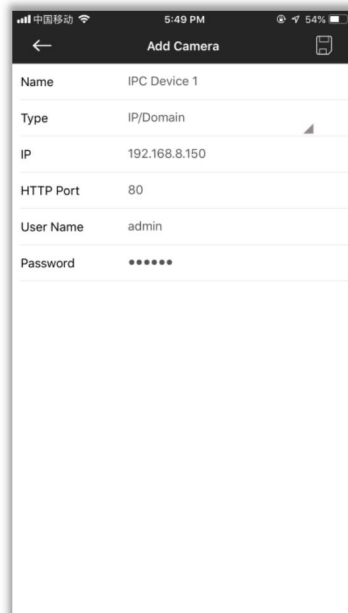 中国移动 5:49 PM 54%
Add Camera
Name IPC Device 1
Type IP/Domain
IP 192.168.8.150
HTTP Port 80
User Name admin
Password ●●●●●●